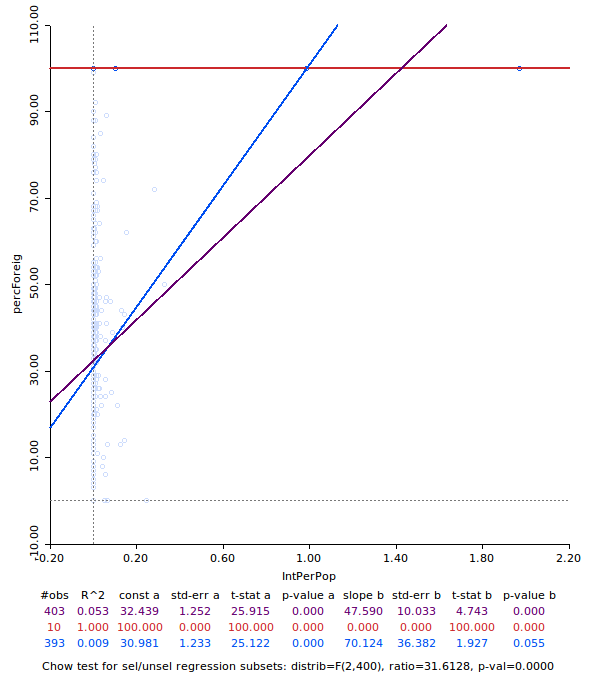 110.00
90.00
70.00
50.00
30.00
10.00
-10.00
percForeig
-0.20 0.20 0.60 1.00 1.40 1.80 2.20
IntPerPop
#obs R^2 const a std-err a t-stat a p-value a slope b std-err b t-stat b p-value b
403 0.053 32.439 1.252 25.915 0.000 47.590 10.033 4.743 0.000
10 1.000 100.000 0.000 100.000 0.000 0.000 0.000 100.000 0.000
393 0.009 30.981 1.233 25.122 0.000 70.124 36.382 1.927 0.055
Chow test for sel/unsel regression subsets: distrib=F(2,400), ratio=31.6128, p-val=0.0000